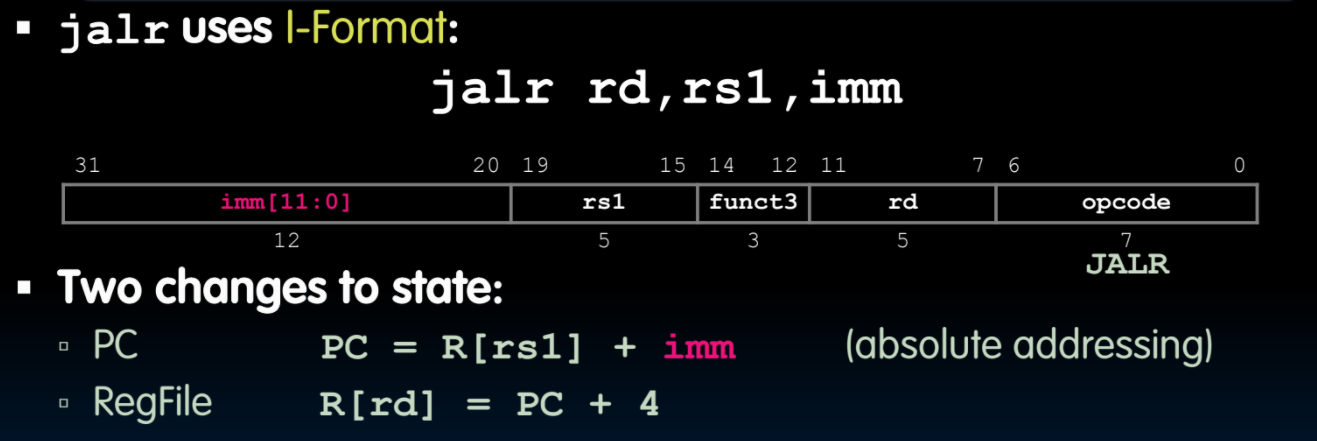 ▪ jalr uses I-Format:
jalr rd,rs1,imm
31 20 19 15 14 12 11 7 6 0
imm[11:0] rs1 funct3 rd opcode
12 5 3 5 7
JALR
▪ Two changes to state:
▫ PC PC = R[rs1] + imm (absolute addressing)
▫ RegFile R[rd] = PC + 4